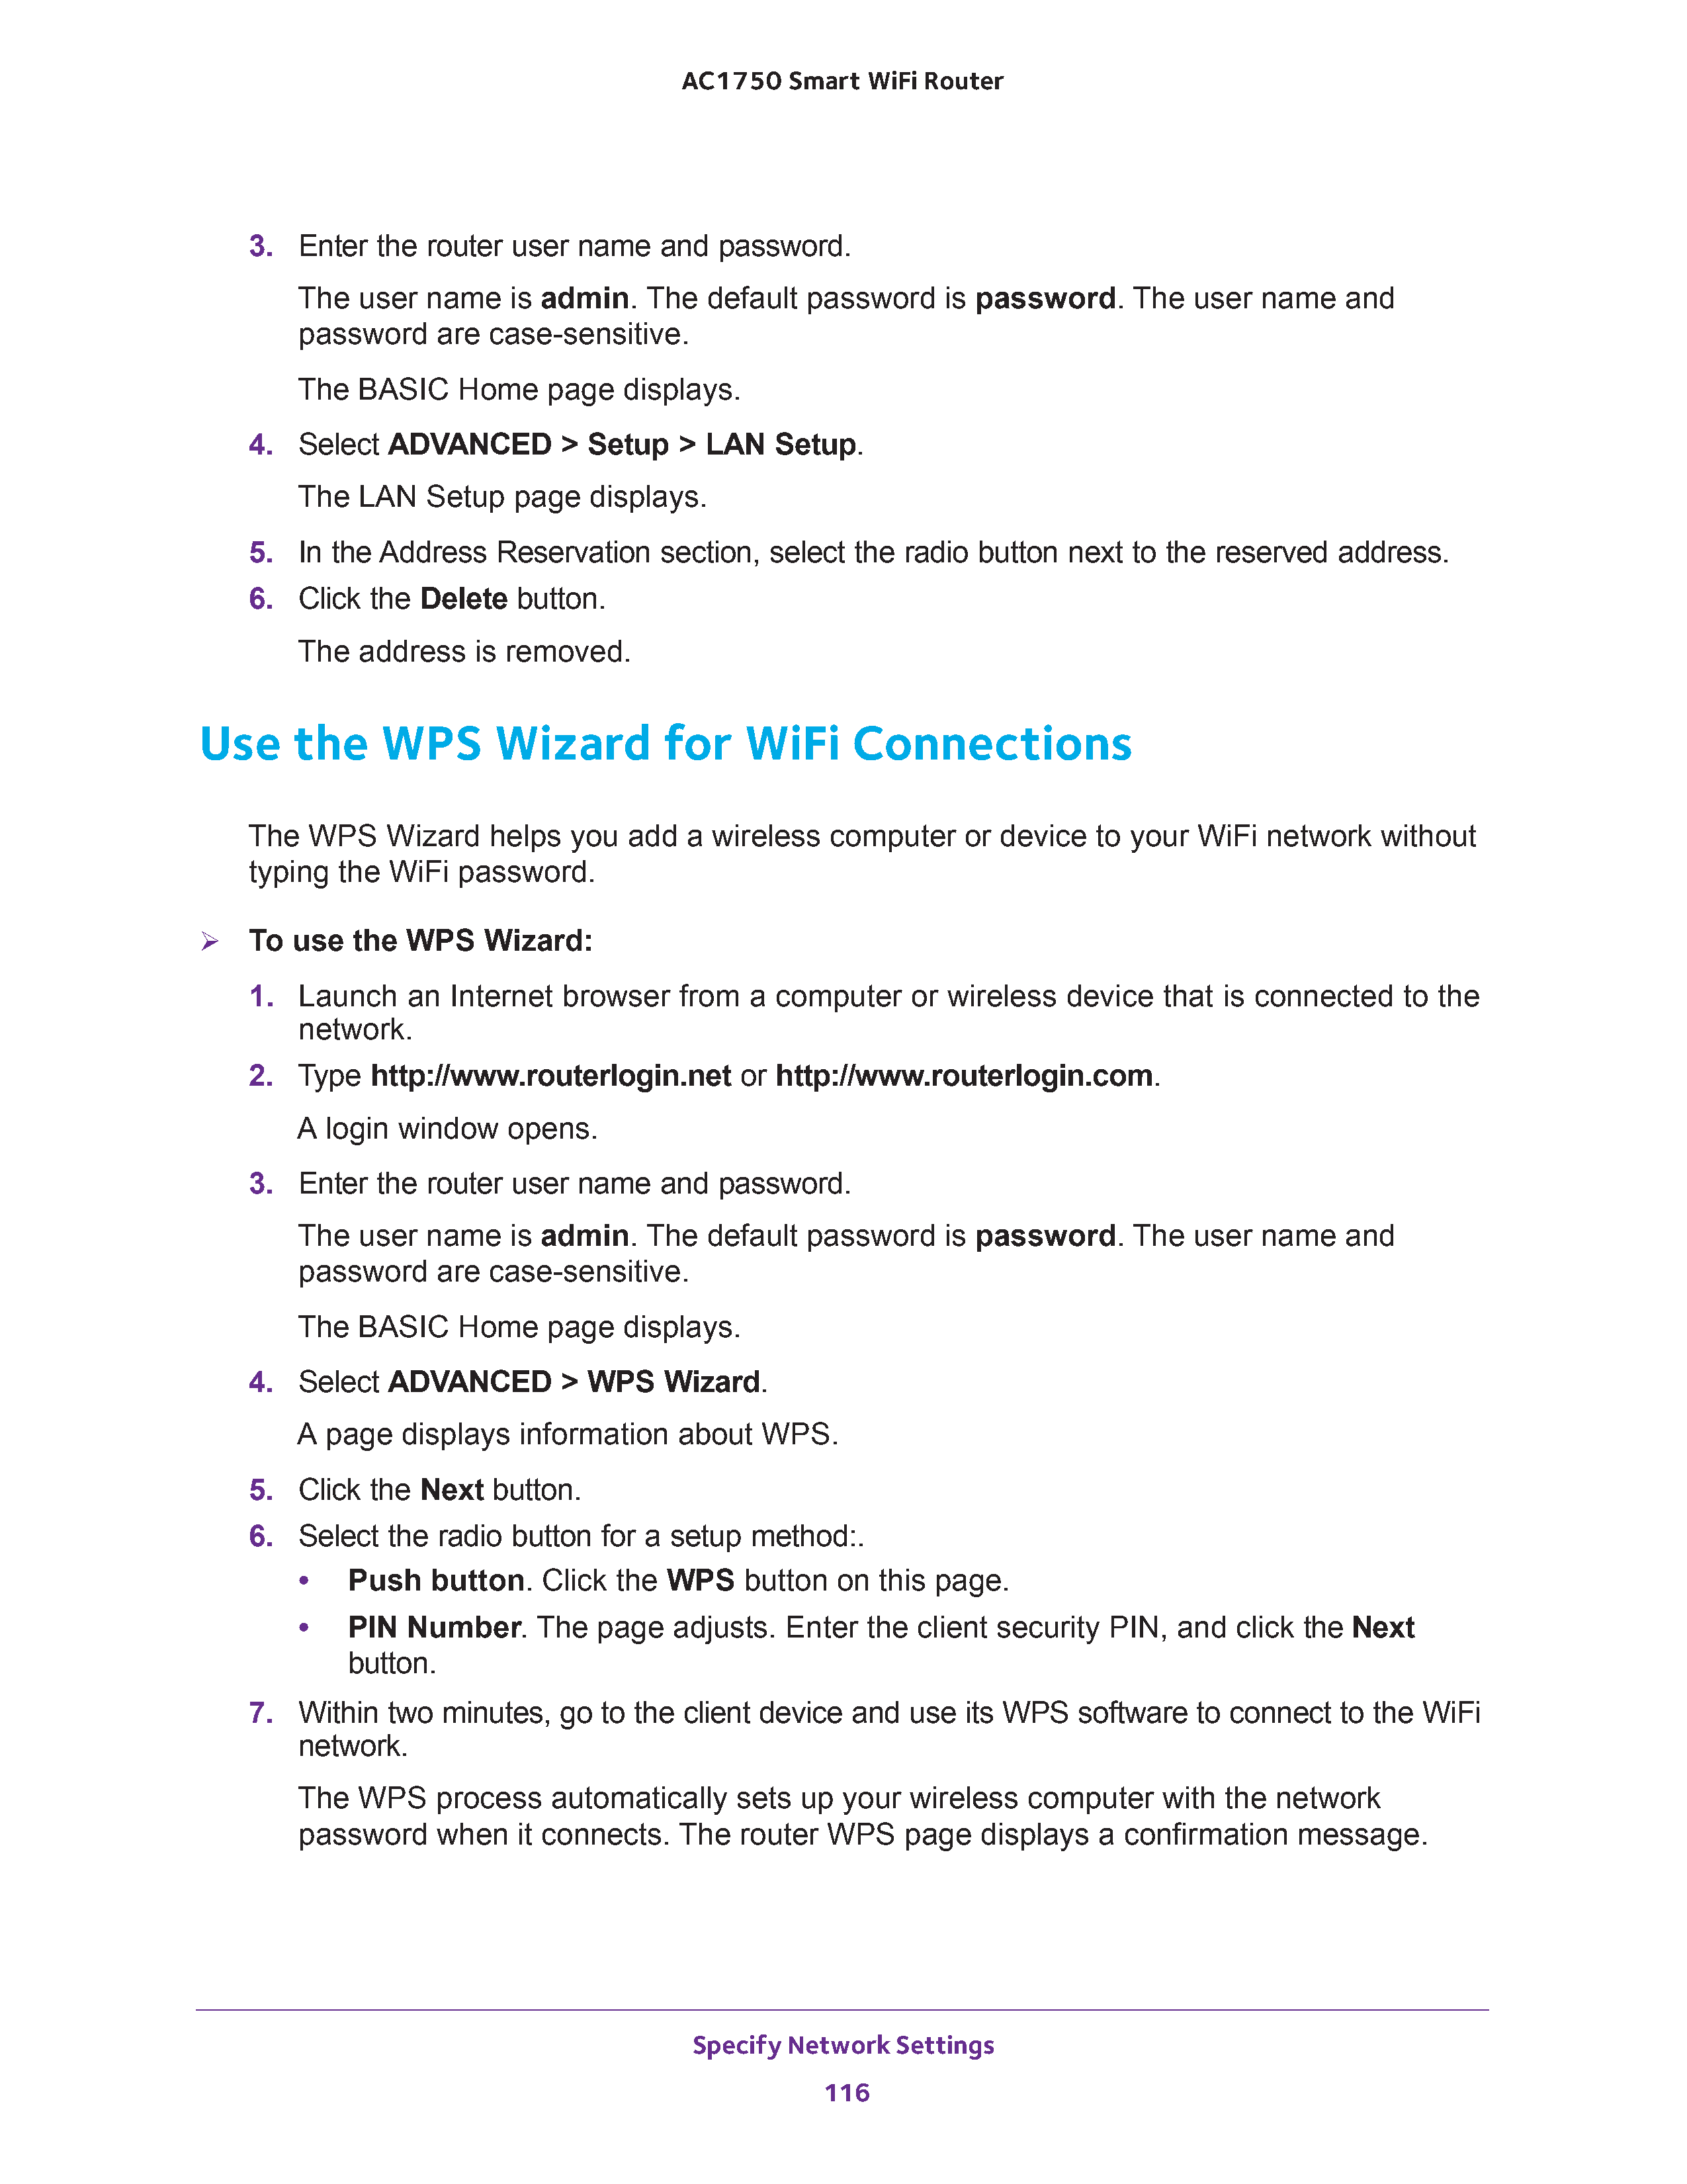 AC1750 Smart WiFi Router
3. Enter the router user name and password.
The user name is admin. The default password is password. The user name and
password are case-sensitive.
The BASIC Home page displays.
4. Select ADVANCED > Setup > LAN Setup.
The LAN Setup page displays.
5. In the Address Reservation section, select the radio button next to the reserved address.
6. Click the Delete button.
The address is removed.
Use the WPS Wizard for WiFi Connections
The WPS Wizard helps you add a wireless computer or device to your WiFi network without
typing the WiFi password.
➢ To use the WPS Wizard:
1. Launch an Internet browser from a computer or wireless device that is connected to the
network.
2. Type http://www.routerlogin.net or http://www.routerlogin.com.
A login window opens.
3. Enter the router user name and password.
The user name is admin. The default password is password. The user name and
password are case-sensitive.
The BASIC Home page displays.
4. Select ADVANCED > WPS Wizard.
A page displays information about WPS.
5. Click the Next button.
6. Select the radio button for a setup method:.
• Push button. Click the WPS button on this page.
• PIN Number. The page adjusts. Enter the client security PIN, and click the Next
button.
7. Within two minutes, go to the client device and use its WPS software to connect to the WiFi
network.
The WPS process automatically sets up your wireless computer with the network
password when it connects. The router WPS page displays a confirmation message.
Specify Network Settings
116